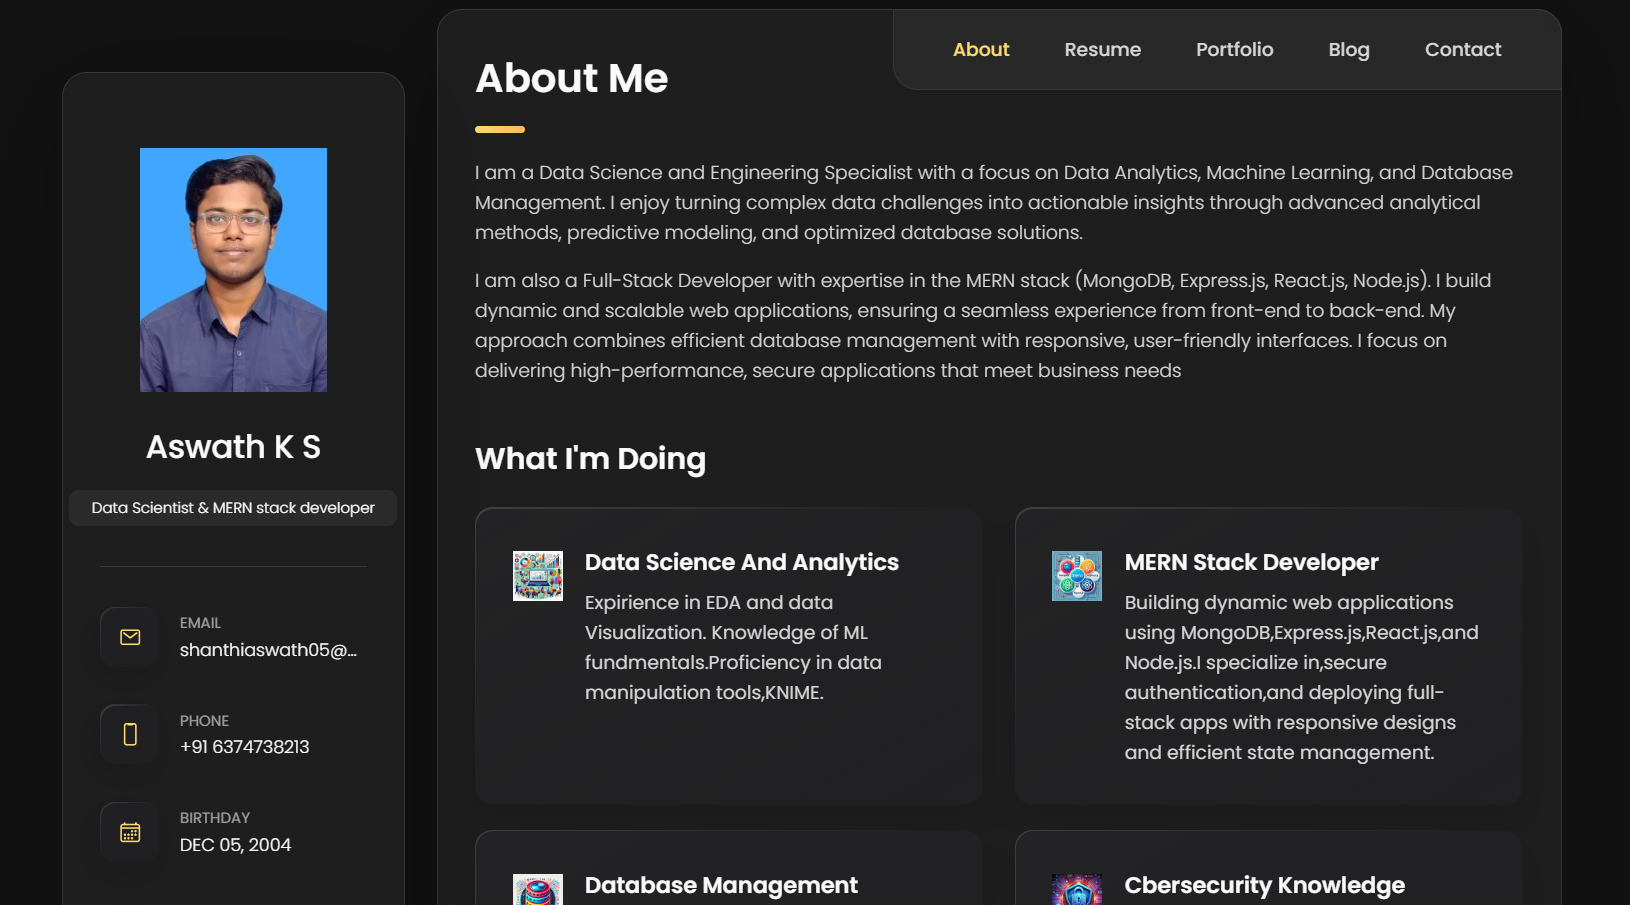 About
Resume
Portfolio
Blog
Contact
Aswath K S
Data Scientist & MERN stack developer
EMAIL
shanthiaswath05@...
PHONE
+91 6374738213
BIRTHDAY
DEC 05, 2004
About Me
I am a Data Science and Engineering Specialist with a focus on Data Analytics, Machine Learning, and Database
Management. I enjoy turning complex data challenges into actionable insights through advanced analytical
methods, predictive modeling, and optimized database solutions.
I am also a Full-Stack Developer with expertise in the MERN stack (MongoDB, Express.js, React.js, Node.js). I build
dynamic and scalable web applications, ensuring a seamless experience from front-end to back-end. My
approach combines efficient database management with responsive, user-friendly interfaces. I focus on
delivering high-performance, secure applications that meet business needs
What I'm Doing
Data Science And Analytics
Expirience in EDA and data
Visualization. Knowledge of ML
fundmentals.Proficiency in data
manipulation tools,KNIME.
MERN Stack Developer
Building dynamic web applications
using MongoDB,Express.js,React.js,and
Node.js.I specialize in,secure
authentication,and deploying full-
stack apps with responsive designs
and efficient state management.
Database Management
Cbersecurity Knowledge